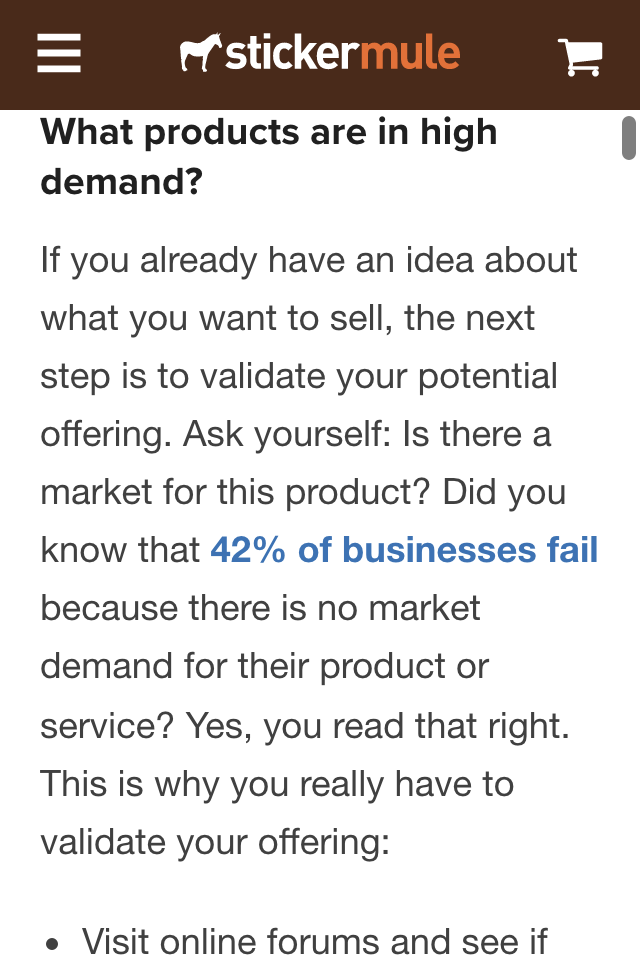 stickermule
What products are in high
demand?
If you already have an idea about
what you want to sell, the next
step is to validate your potential
offering. Ask yourself: Is there a
market for this product? Did you
know that 42% of businesses fail
because there is no market
demand for their product or
service? Yes, you read that right.
This is why you really have to
validate your offering:
• Visit online forums and see if